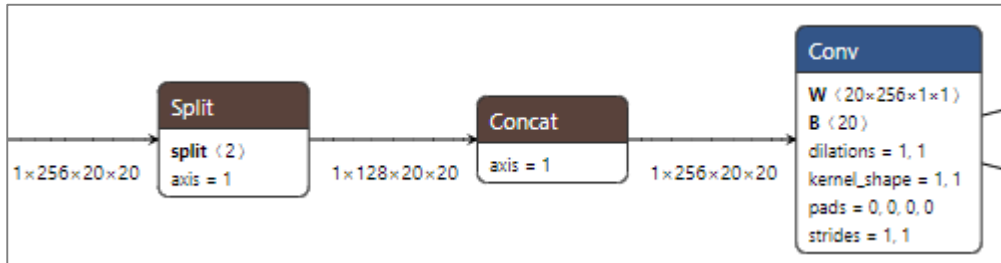 Split
split 〈2〉
axis = 1
Concat
axis = 1
Conv
W 〈20×256×1×1〉
B 〈20〉
dilations = 1, 1
kernel_shape = 1, 1
pads = 0, 0, 0, 0
strides = 1, 1
1×256×20×20
1×128×20×20
1×256×20×20